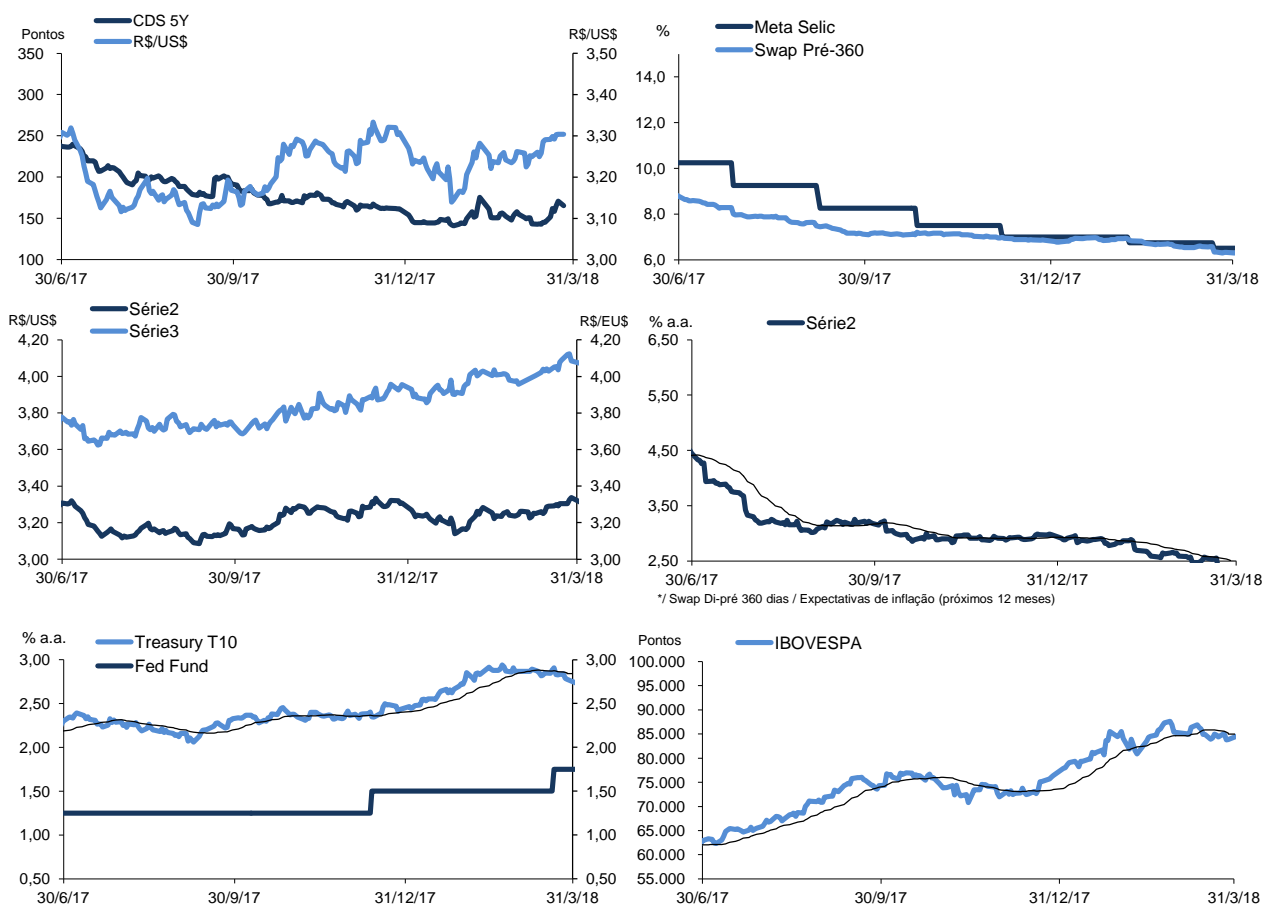 CDS 5Y
R$/US$
Pontos
R$/US$
350
300
250
200
150
100
3,50
3,40
3,30
3,20
3,10
3,00
30/6/17 30/9/17 31/12/17 31/3/18
Meta Selic
Swap Pré-360
%
14,0
12,0
10,0
8,0
6,0
30/6/17 30/9/17 31/12/17 31/3/18
Série2
Série3
R$/US$
R$/EU$
4,20
4,00
3,80
3,60
3,40
3,20
3,00
4,20
4,00
3,80
3,60
3,40
3,20
3,00
30/6/17 30/9/17 31/12/17 31/3/18
% a.a.
Série2
6,50
5,50
4,50
3,50
2,50
30/6/17 30/9/17 31/12/17 31/3/18
*/ Swap Di-pré 360 dias / Expectativas de inflação (próximos 12 meses)
% a.a.
Treasury T10
Fed Fund
3,00
2,50
2,00
1,50
1,00
0,50
3,00
2,50
2,00
1,50
1,00
0,50
30/6/17 30/9/17 31/12/17 31/3/18
Pontos
IBOVESPA
100.000
95.000
90.000
85.000
80.000
75.000
70.000
65.000
60.000
55.000
30/6/17 30/9/17 31/12/17 31/3/18